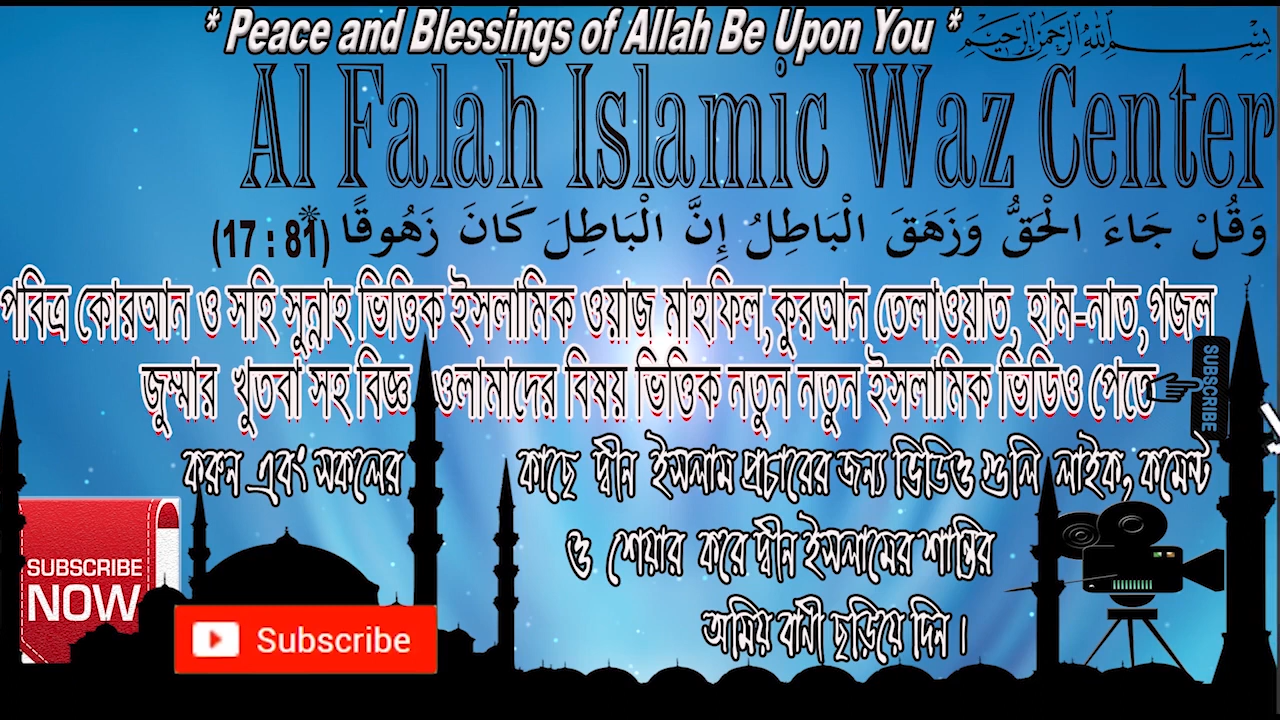 * Peace and Blessings of Allah Be Upon You *
بِسْمِ اللهِ الرَّحْمٰنِ الرَّحِيْمِ
Al Falah Islamic Waz Center
وَقُلْ جَاءَ الْحَقُّ وَزَهَقَ الْبَاطِلُ إِنَّ الْبَاطِلَ كَانَ زَهُوقًا (17 : 81)
পবিত্র কোরআন ও সহি সুন্নাহ ভিত্তিক ইসলামিক ওয়াজ মাহফিল,কুরআন তেলাওয়াত, হাম-নাত,গজল
জুম্মার খুতবা সহ বিজ্ঞ ওলামাদের বিষয় ভিত্তিক নতুন নতুন ইসলামিক ভিডিও পেতে
SUBSCRIBE
করুন এবং সকলের কাছে দ্বীন ইসলাম প্রচারের জন্য ভিডিও গুলি লাইক, কমেন্ট
ও শেয়ার করে দ্বীন ইসলামের শান্তির
অমিয় বানী ছড়িয়ে দিন।
SUBSCRIBE
NOW
Subscribe